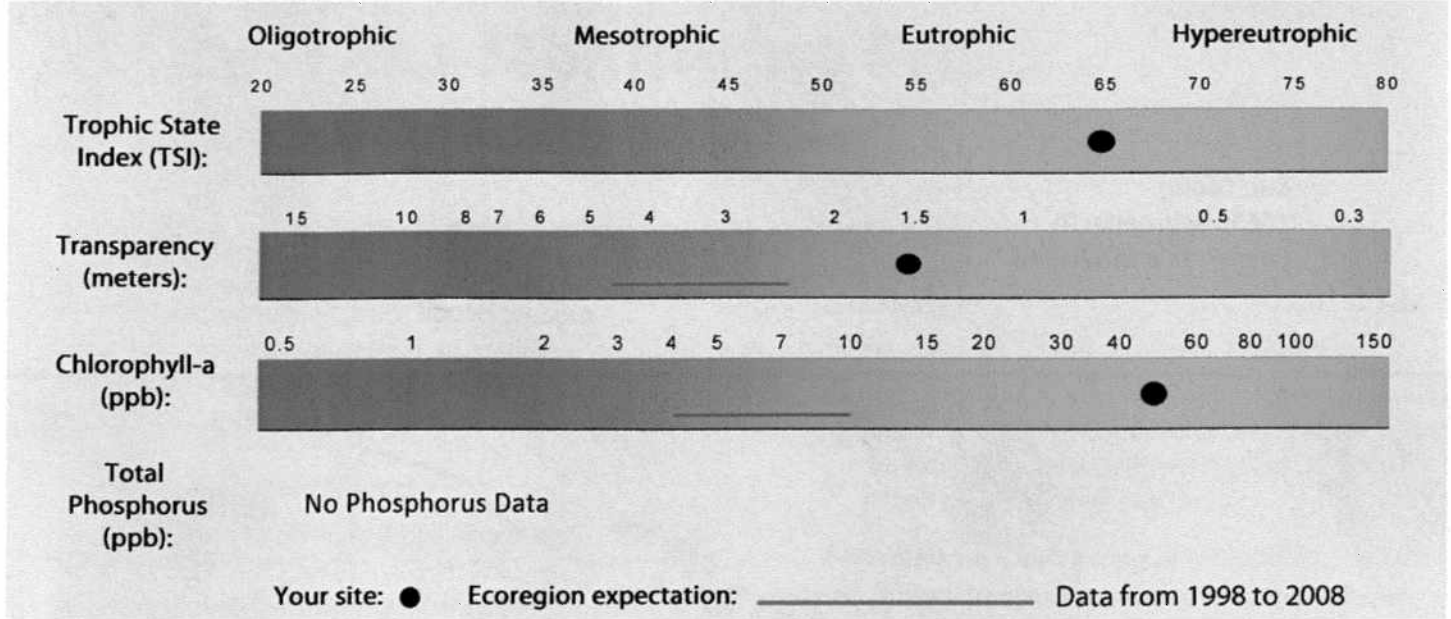 Oligotrophic Mesotrophic Eutrophic Hypereutrophic
20 25 30 35 40 45 50 55 60 65 70 75 80
Trophic State
Index (TSI):
15 10 8 7 6 5 4 3 2 1.5 1 0.5 0.3
Transparency
(meters):
0.5 1 2 3 4 5 7 10 15 20 30 40 60 80 100 150
Chlorophyll-a
(ppb):
Total
Phosphorus
(ppb):
No Phosphorus Data
Your site: Ecoregion expectation: Data from 1998 to 2008